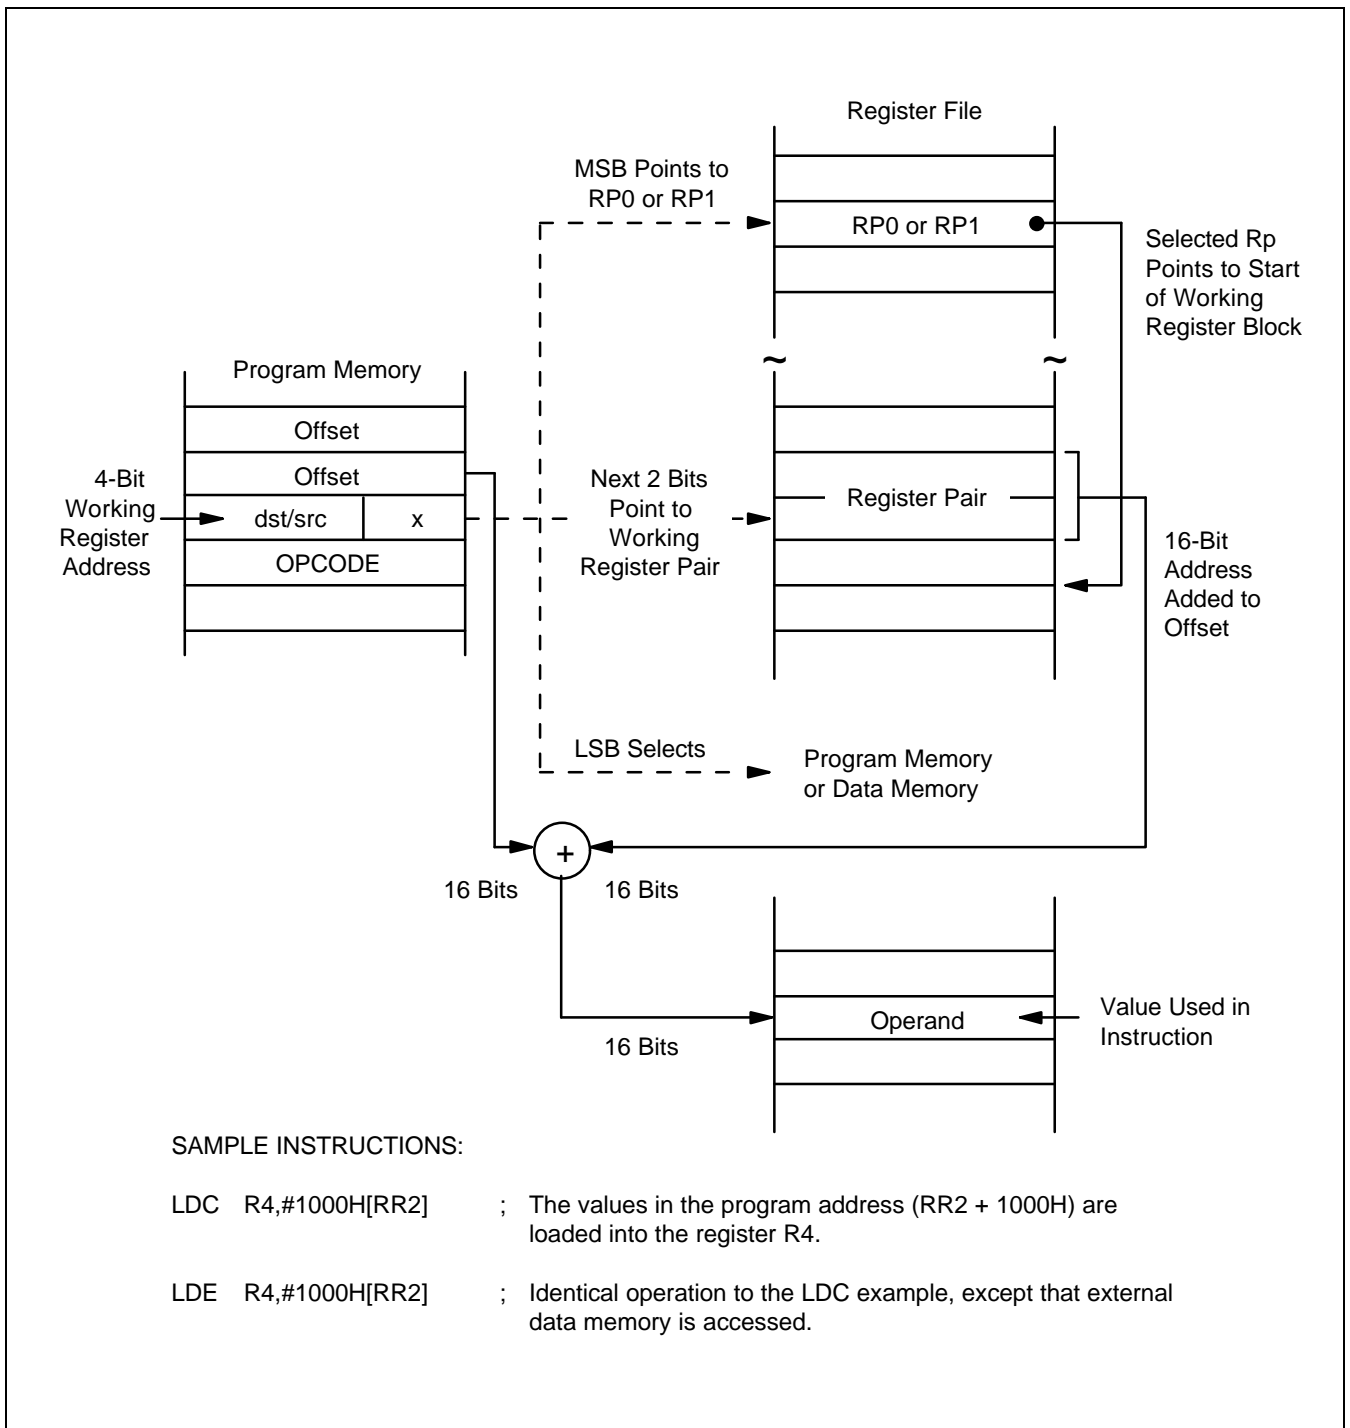 Register File
MSB Points to
RP0 or RP1
RP0 or RP1
Selected Rp
Points to Start
of Working
Register Block
~ ~
Program Memory
Offset
Offset
4-Bit
Working
Register
Address
dst/src x
OPCODE
Next 2 Bits
Point to
Working
Register Pair
Register Pair
16-Bit
Address
Added to
Offset
LSB Selects
Program Memory
or Data Memory
+
16 Bits 16 Bits
16 Bits
Operand
Value Used in
Instruction
SAMPLE INSTRUCTIONS:
LDC R4,#1000H[RR2] ; The values in the program address (RR2 + 1000H) are
loaded into the register R4.
LDE R4,#1000H[RR2] ; Identical operation to the LDC example, except that external
data memory is accessed.